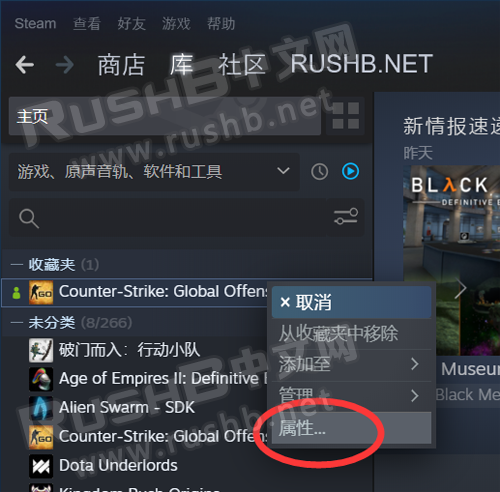 Steam 查看 好友 游戏 帮助
商店 库 社区 RUSHB.NET
主页
新情报速递
昨天
游戏、原声音轨、软件和工具
BLACK
DEFINITIVE E
收藏夹 (1)
Counter-Strike: Global Offens
× 取消
未分类 (8/266)
从收藏夹中移除
破门而入：行动小队
添加至
Age of Empires II: Definitive
Museu
管理
Black Me
Alien Swarm - SDK
属性...
Counter-Strike: Global Offen
Dota Underlords
Kingdom Rush Origins
RushB中文网
www.rushb.net
RushB中文网
www.rushb.net